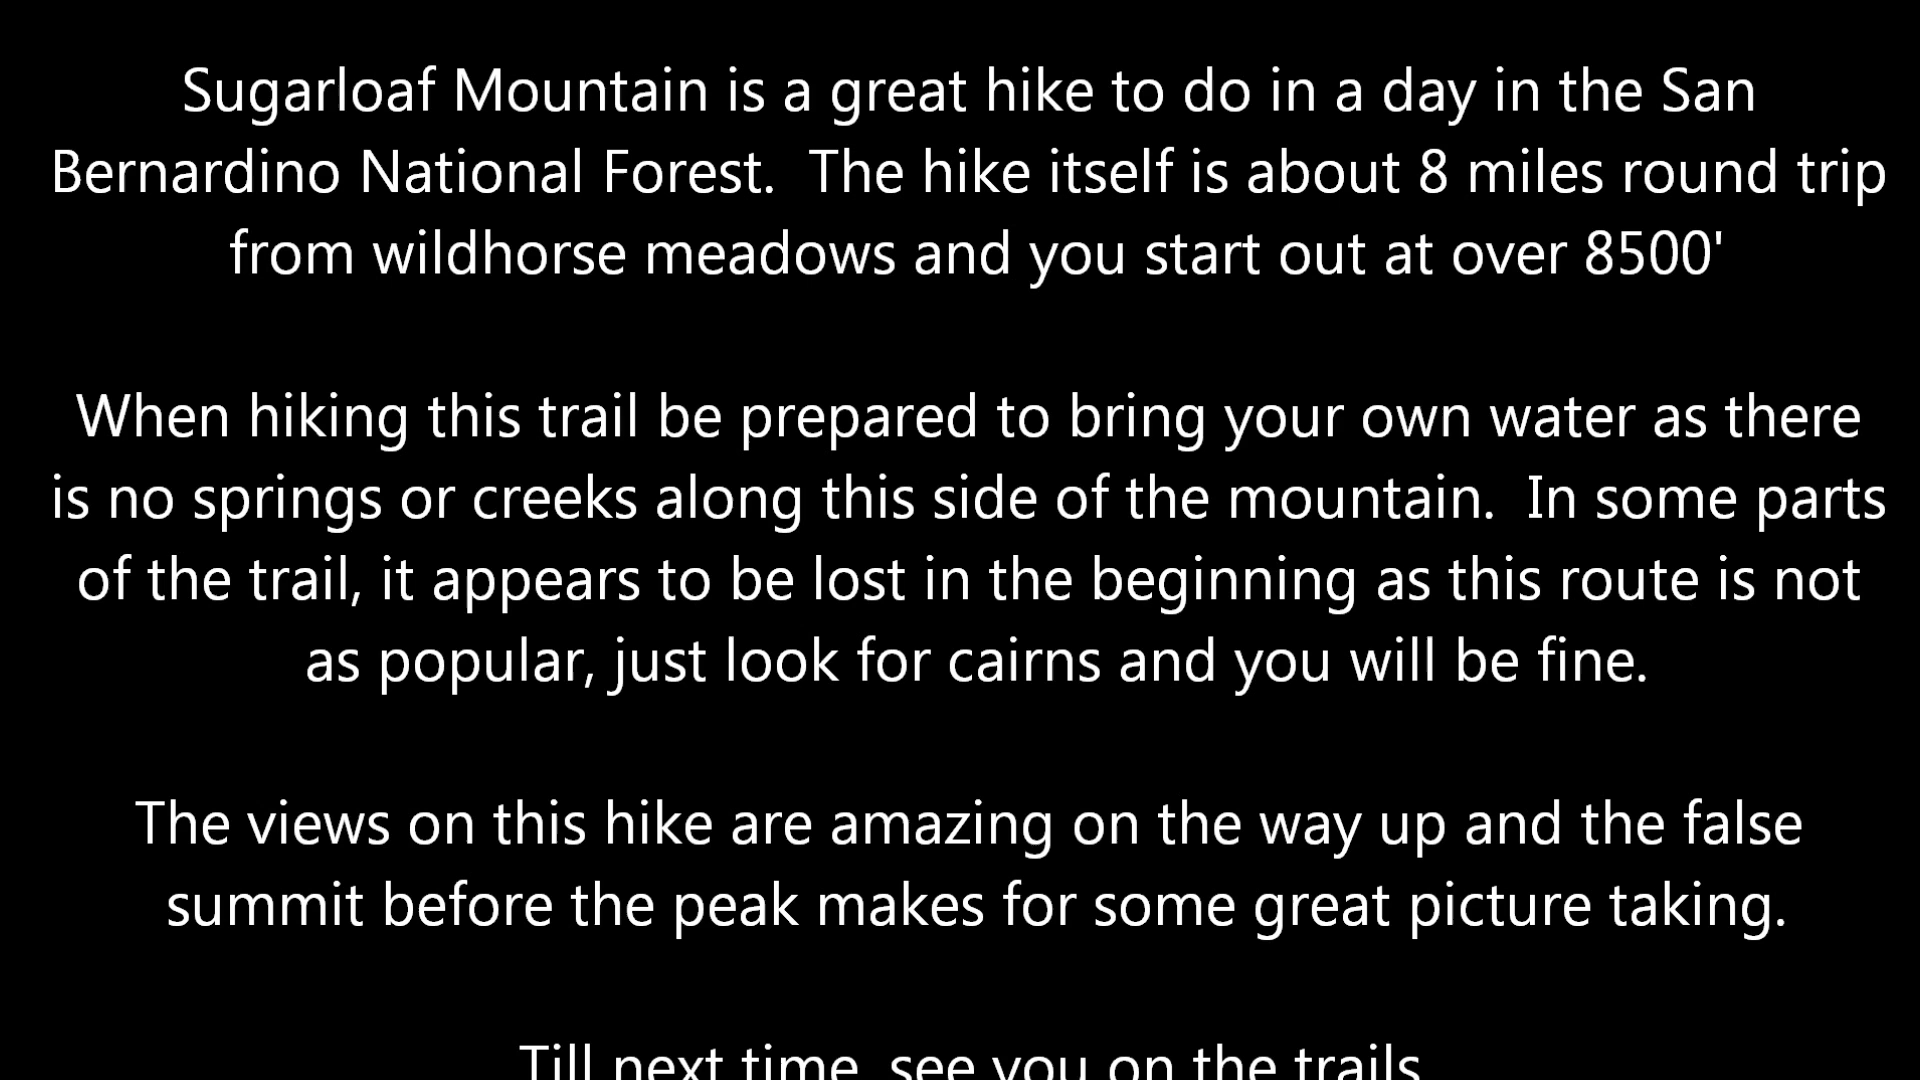 Sugarloaf Mountain is a great hike to do in a day in the San
Bernardino National Forest.  The hike itself is about 8 miles round trip
from wildhorse meadows and you start out at over 8500'
When hiking this trail be prepared to bring your own water as there
is no springs or creeks along this side of the mountain.  In some parts
of the trail, it appears to be lost in the beginning as this route is not
as popular, just look for cairns and you will be fine.
The views on this hike are amazing on the way up and the false
summit before the peak makes for some great picture taking.
Till next time, see you on the trails